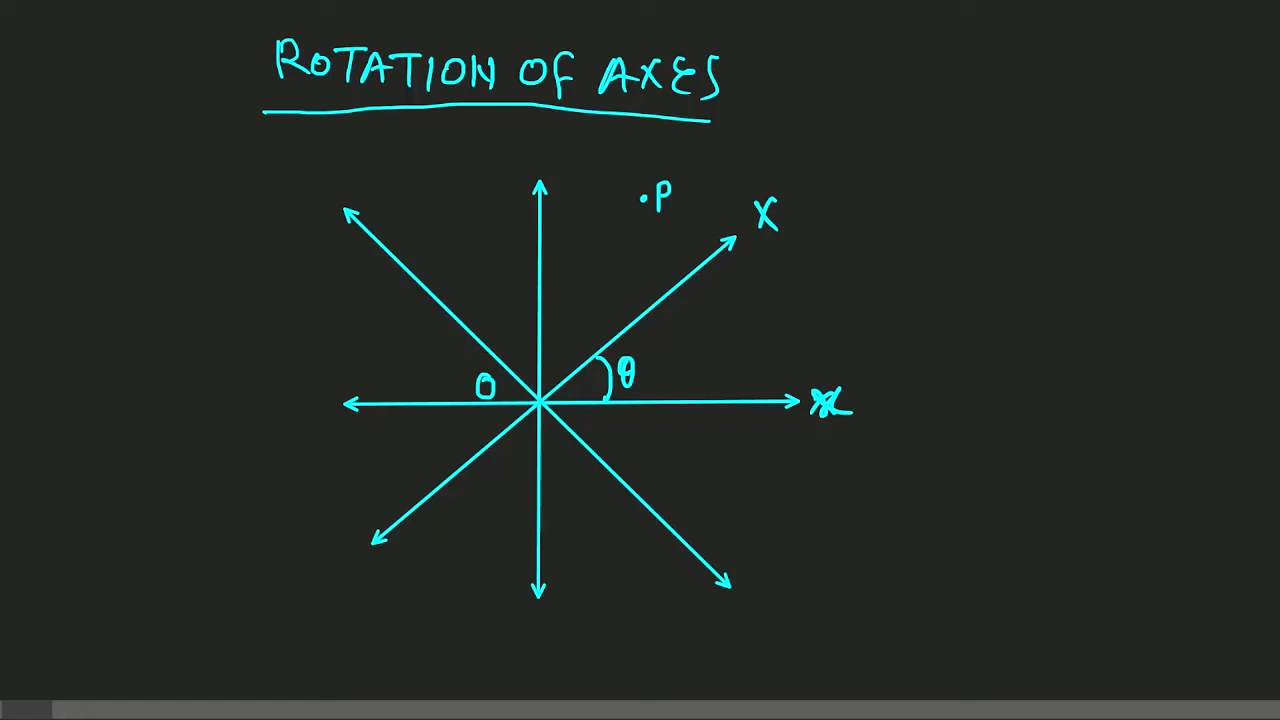 ROTATION OF AXES
.P
X
θ
O
x